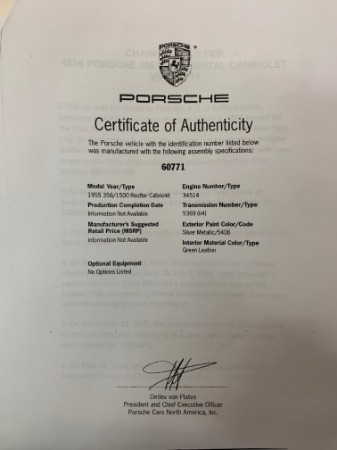 PORSCHE
PORSCHE
Certificate of Authenticity
The Porsche vehicle with the identification number listed below
was manufactured with the following assembly specifications:
60771
Model Year/Type
1955 356/1500 Reutter Cabriolet
Production Completion Date
Information Not Available
Manufacturer's Suggested
Retail Price (MSRP)
Information Not Available
Optional Equipment
No Options Listed
Engine Number/Type
34514
Transmission Number/Type
5369
Exterior Paint Color/Code
Silver Metalic/5406
Interior Material Color/Type
Green Leather
Detlev von Platen
President and Chief Executive Officer
Porsche Cars North America, Inc.